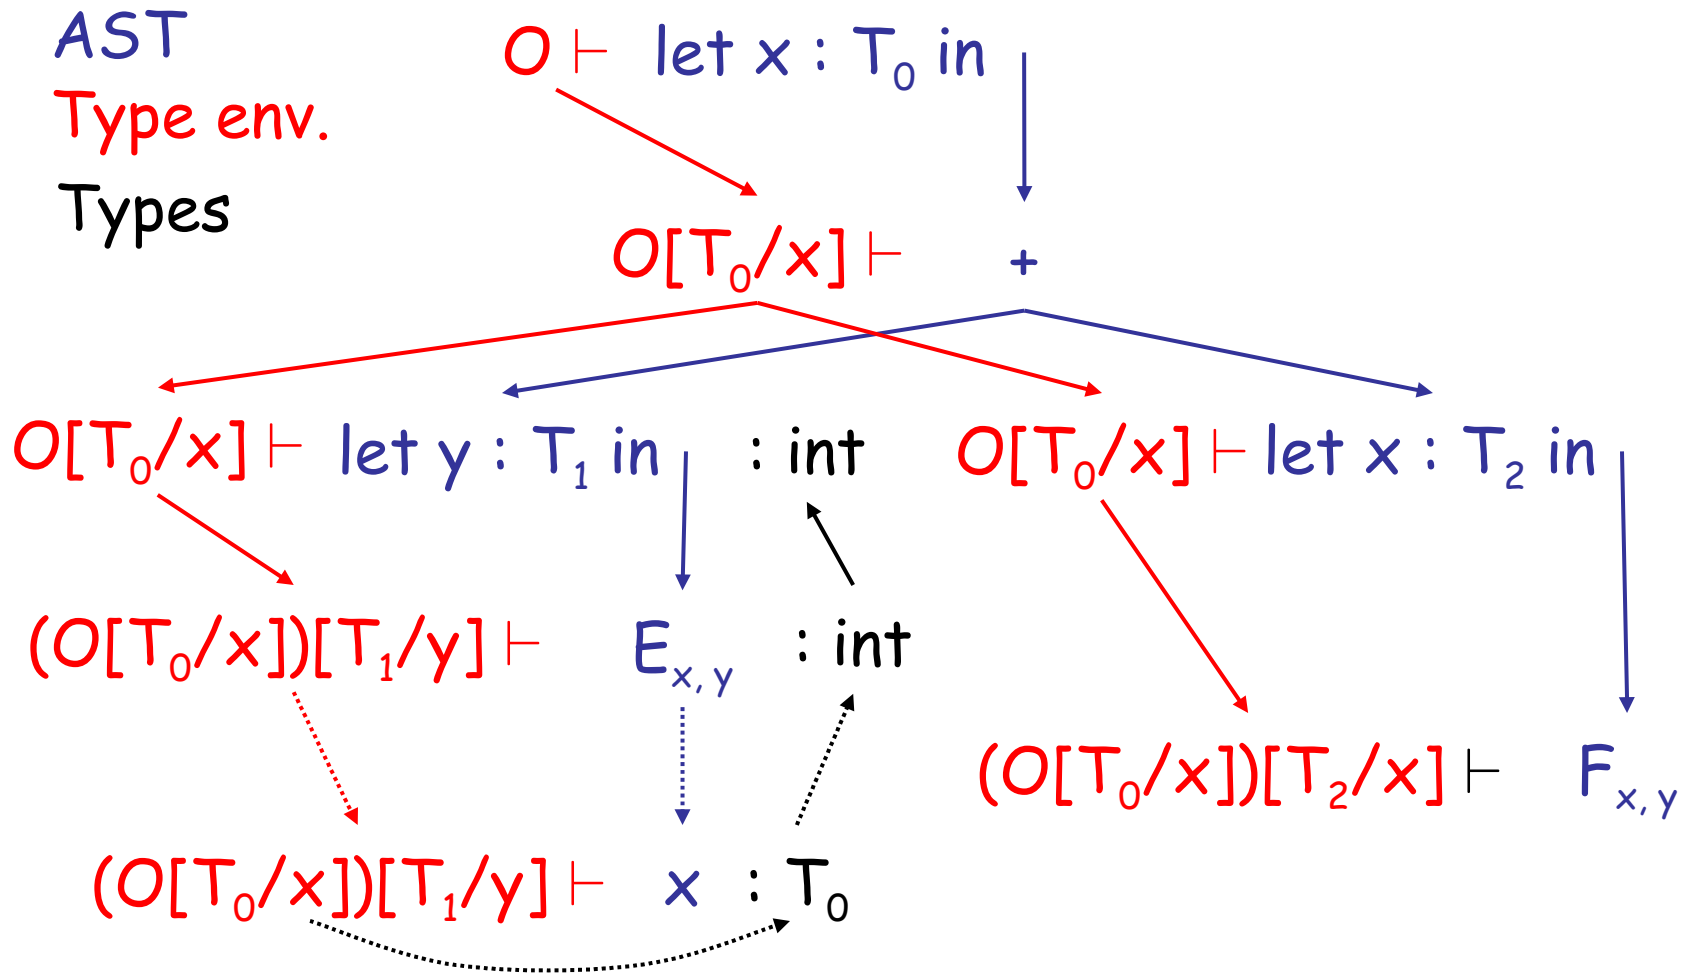 AST
Type env.
Types
O ⊢ let x : T₀ in
O[T₀/x] ⊢ +
O[T₀/x] ⊢ let y : T₁ in : int
O[T₀/x] ⊢ let x : T₂ in
(O[T₀/x])[T₁/y] ⊢ Eₓ,ᵧ : int
(O[T₀/x])[T₂/x] ⊢ Fₓ,ᵧ
(O[T₀/x])[T₁/y] ⊢ x : T₀